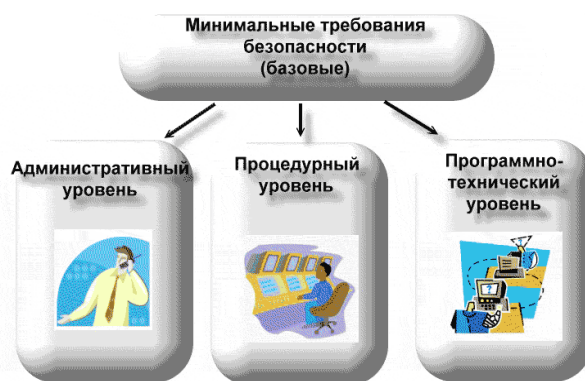 Минимальные требования
безопасности
(базовые)
Административный
уровень
Процедурный
уровень
Программно-
технический
уровень
?